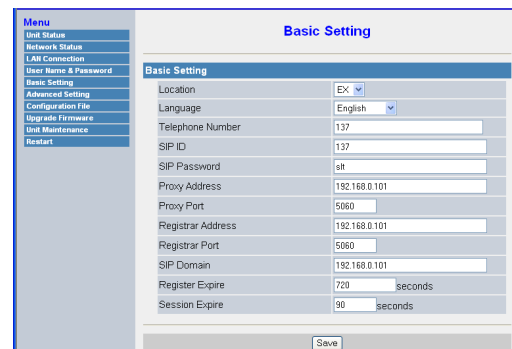 Menu
Unit Status
Network Status
LAN Connection
User Name & Password
Basic Setting
Advanced Setting
Configuration File
Upgrade Firmware
Unit Maintenance
Restart
Basic Setting
Basic Setting
Location EX
Language English
Telephone Number 137
SIP ID 137
SIP Password slt
Proxy Address 192.168.0.101
Proxy Port 5060
Registrar Address 192.168.0.101
Registrar Port 5060
SIP Domain 192.168.0.101
Register Expire 720 seconds
Session Expire 90 seconds
Save